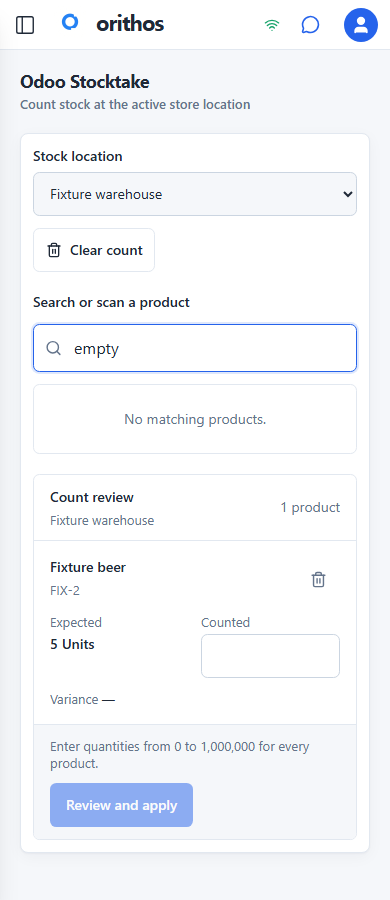 orithos
Odoo Stocktake
Count stock at the active store location
Stock location
Fixture warehouse
Clear count
Search or scan a product
empty
No matching products.
Count review
1 product
Fixture warehouse
Fixture beer
FIX-2
Expected
Counted
5 Units
Variance —
Enter quantities from 0 to 1,000,000 for every
product.
Review and apply